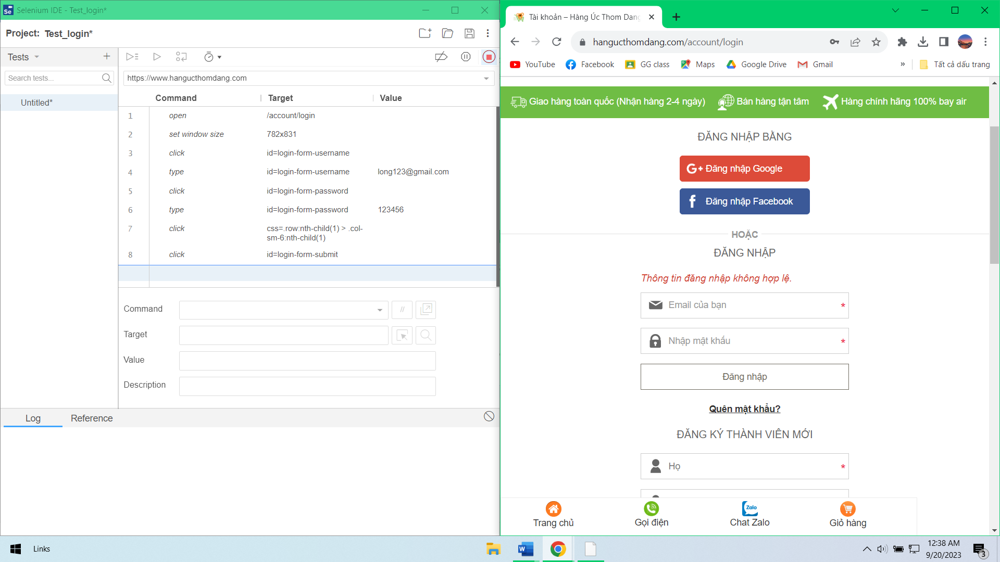 Selenium IDE - Test_login*
Project: Test_login*
Tests
Search tests...
Untitled*
https://www.hangucthomdang.com
Command Target Value
1 open /account/login
2 set window size 782x831
3 click id=login-form-username
4 type id=login-form-username long123@gmail.com
5 click id=login-form-password
6 type id=login-form-password 123456
7 click css=.row:nth-child(1) > .col-
sm-6:nth-child(1)
8 click id=login-form-submit
Command //
Target
Value
Description
Log Reference
Tài khoản – Hàng Úc Thom Dang
hangucthomdang.com/account/login
YouTube Facebook GG class Maps Google Drive Gmail » Tất cả dấu trang
Giao hàng toàn quốc (Nhận hàng 2-4 ngày) Bán hàng tận tâm Hàng chính hãng 100% bay air
ĐĂNG NHẬP BẰNG
G+ Đăng nhập Google
f Đăng nhập Facebook
HOẶC
ĐĂNG NHẬP
Thông tin đăng nhập không hợp lệ.
Email của bạn *
Nhập mật khẩu *
Đăng nhập
Quên mật khẩu?
ĐĂNG KÝ THÀNH VIÊN MỚI
Họ *
Zalo
Trang chủ Gọi điện Chat Zalo Giỏ hàng
Links
12:38 AM
9/20/2023
3